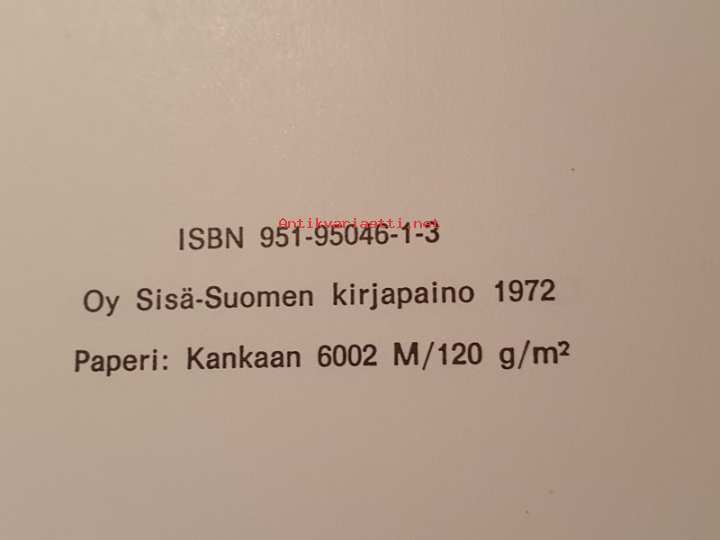 Antikvariaatti.net
ISBN 951-95046-1-3
Oy Sisä-Suomen kirjapaino 1972
Paperi: Kankaan 6002 M/120 g/m²